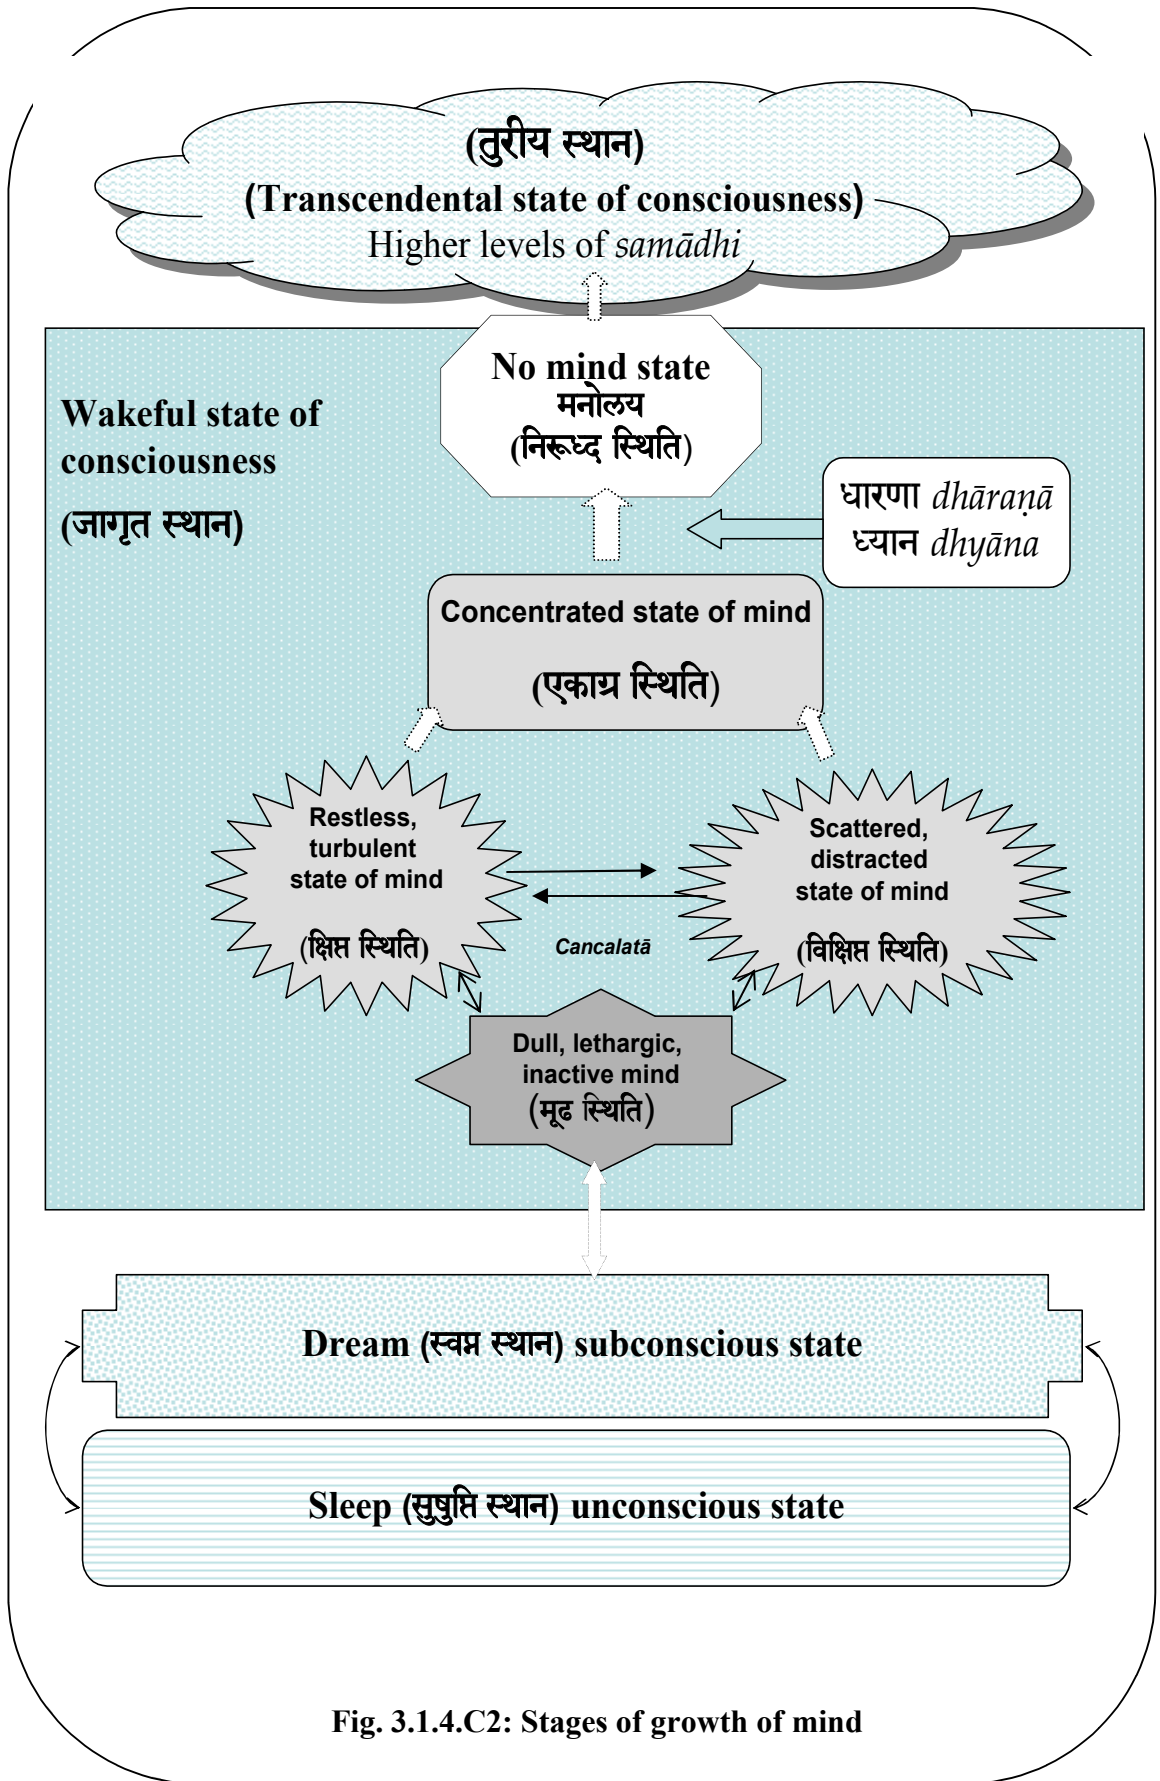 (तुरीय स्थान)
(Transcendental state of consciousness)
Higher levels of samādhi
No mind state
मनोलय
(निरूध्द स्थिति)
Wakeful state of
consciousness
(जागृत स्थान)
धारणा dhāraṇā
ध्यान dhyāna
Concentrated state of mind
(एकाग्र स्थिति)
Restless,
turbulent
state of mind
(क्षिप्त स्थिति)
Scattered,
distracted
state of mind
(विक्षिप्त स्थिति)
Cancalatā
Dull, lethargic,
inactive mind
(मूढ स्थिति)
Dream (स्वप्न स्थान) subconscious state
Sleep (सुषुप्ति स्थान) unconscious state
Fig. 3.1.4.C2: Stages of growth of mind